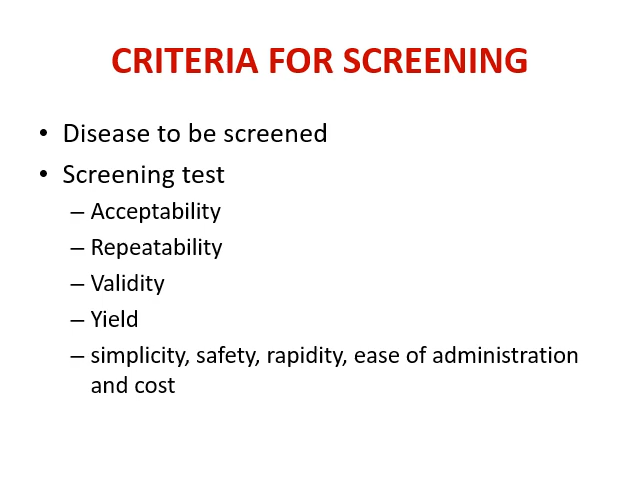 CRITERIA FOR SCREENING
• Disease to be screened
• Screening test
– Acceptability
– Repeatability
– Validity
– Yield
– simplicity, safety, rapidity, ease of administration
and cost